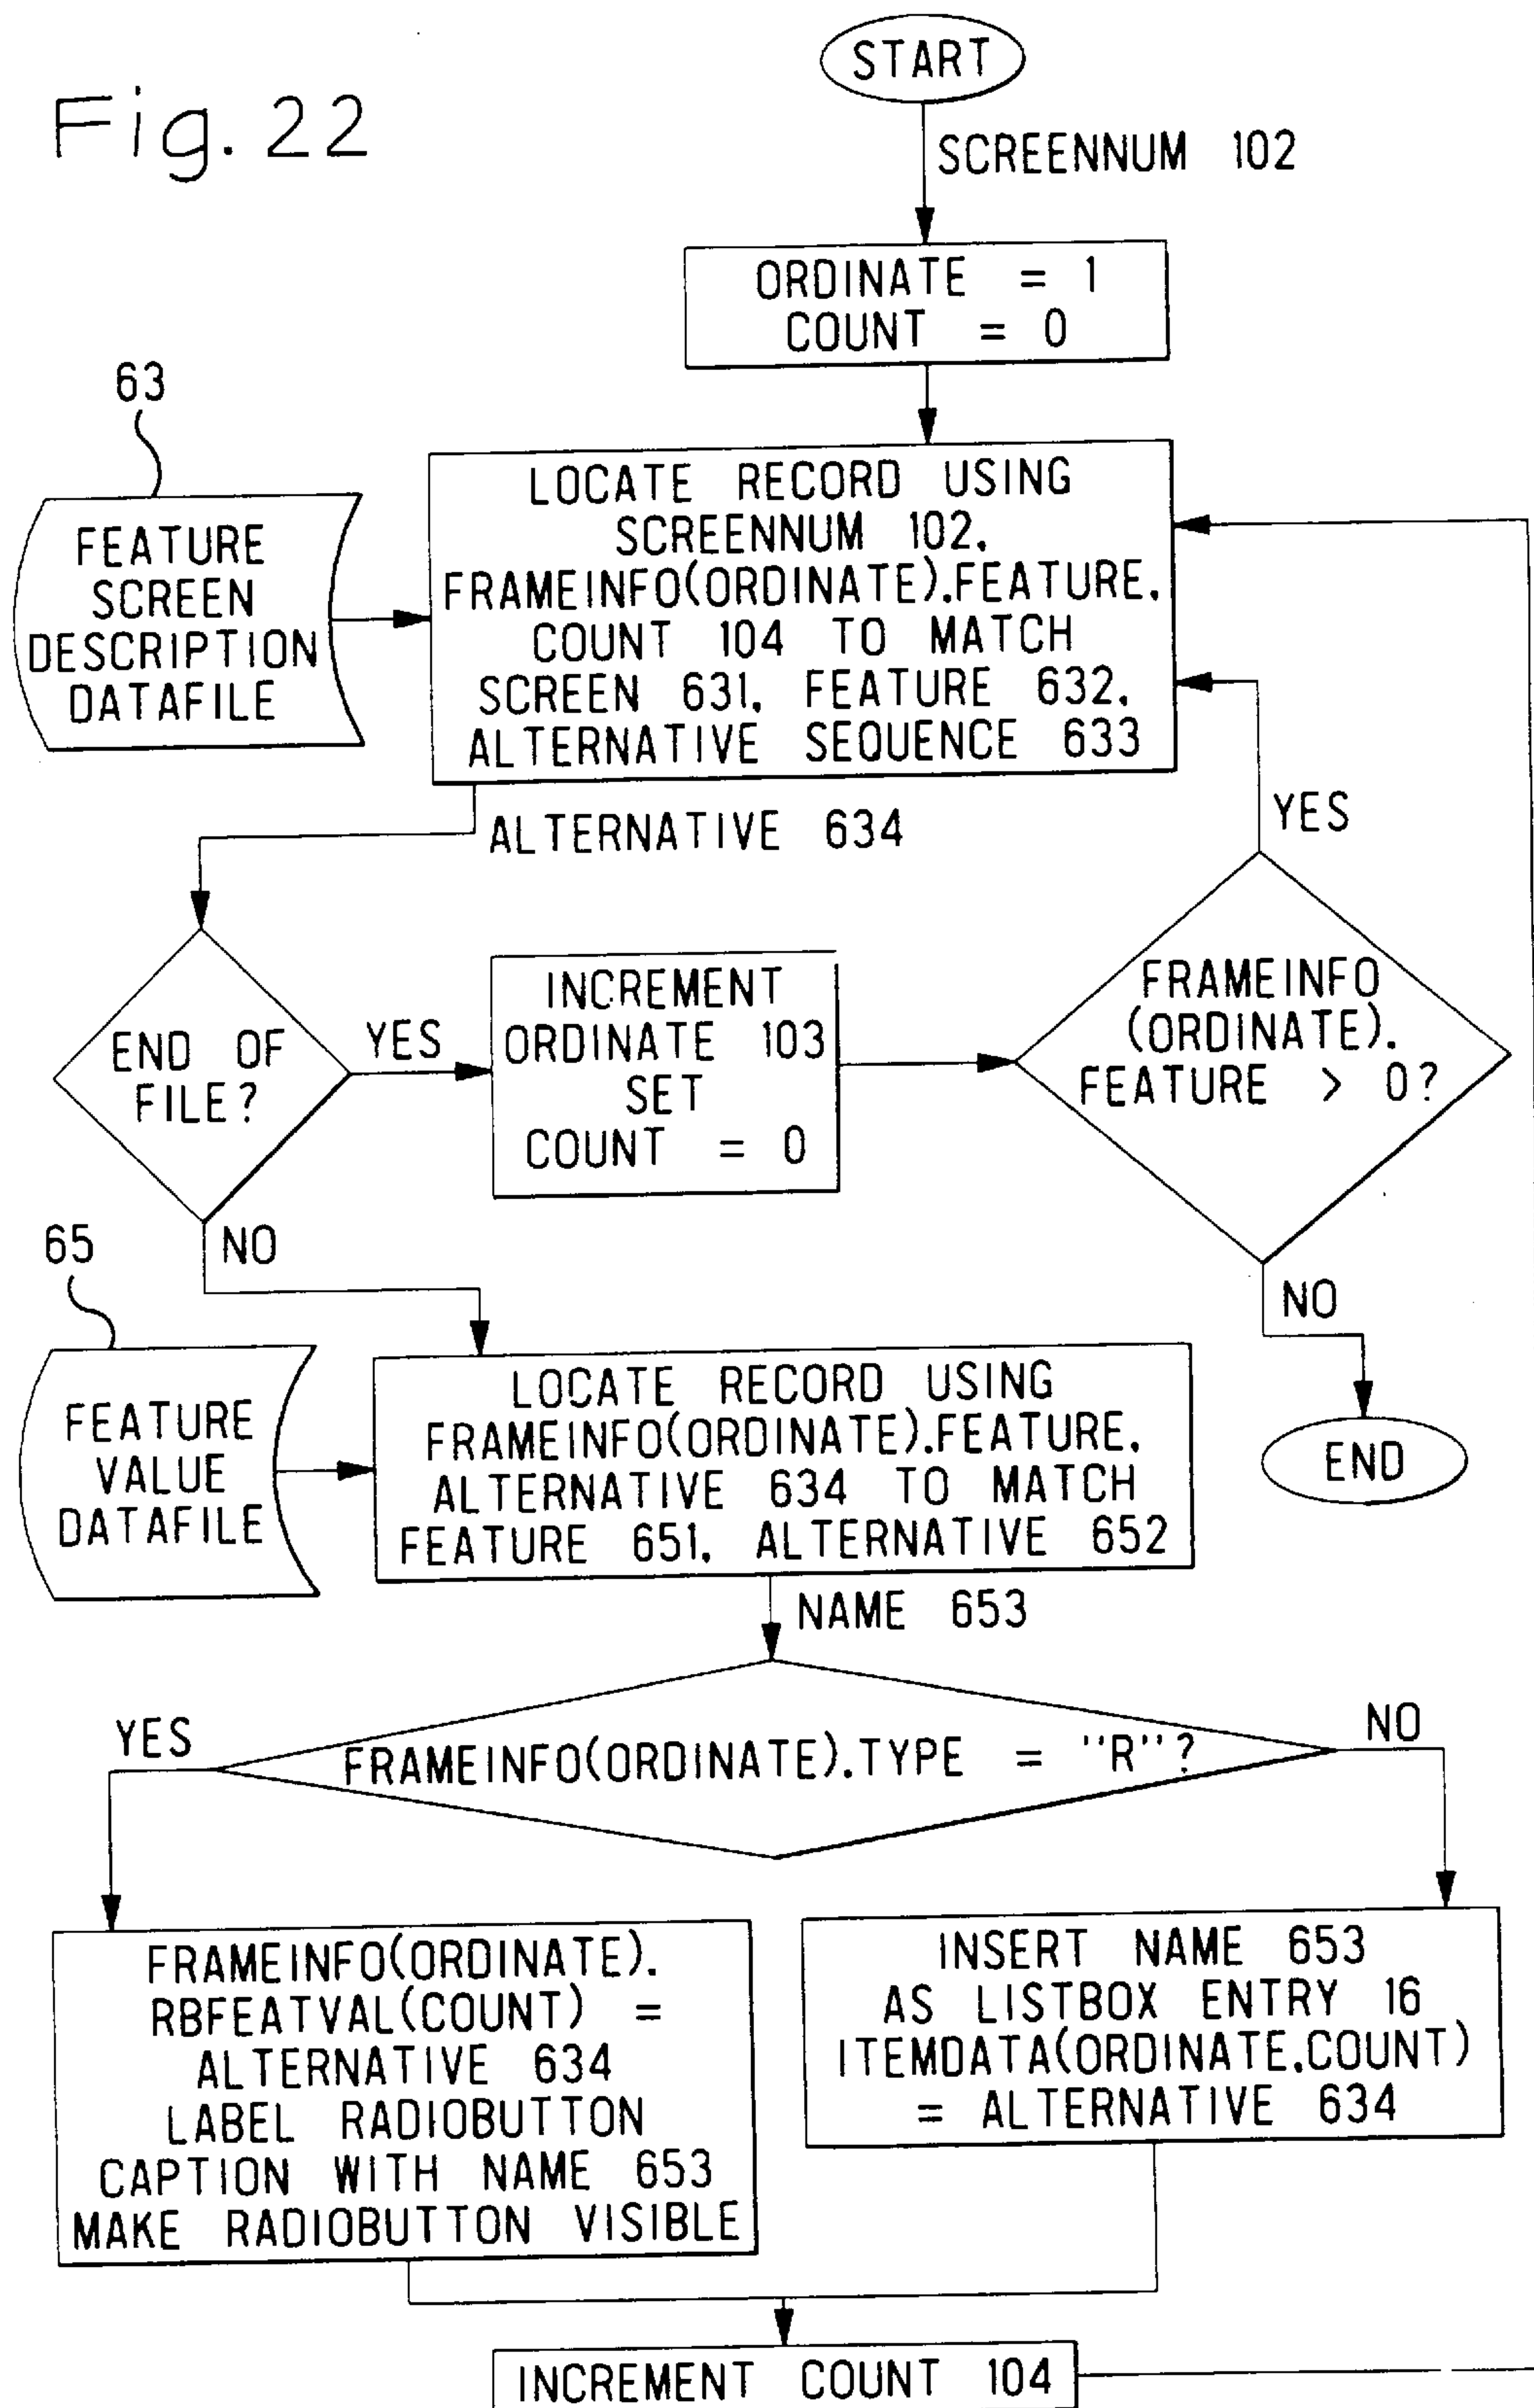 Fig. 22
START
SCREENNUM 102
ORDINATE = 1
COUNT = 0
63
FEATURE
SCREEN
DESCRIPTION
DATAFILE
LOCATE RECORD USING
SCREENNUM 102,
FRAMEINFO(ORDINATE).FEATURE,
COUNT 104 TO MATCH
SCREEN 631, FEATURE 632,
ALTERNATIVE SEQUENCE 633
ALTERNATIVE 634
YES
END OF
FILE?
YES
INCREMENT
ORDINATE 103
SET
COUNT = 0
FRAMEINFO
(ORDINATE).
FEATURE > 0?
NO
NO
65
FEATURE
VALUE
DATAFILE
LOCATE RECORD USING
FRAMEINFO(ORDINATE).FEATURE,
ALTERNATIVE 634 TO MATCH
FEATURE 651, ALTERNATIVE 652
END
NAME 653
YES
FRAMEINFO(ORDINATE).TYPE = "R"?
NO
FRAMEINFO(ORDINATE).
RBFEATVAL(COUNT) =
ALTERNATIVE 634
LABEL RADIOBUTTON
CAPTION WITH NAME 653
MAKE RADIOBUTTON VISIBLE
INSERT NAME 653
AS LISTBOX ENTRY 16
ITEMDATA(ORDINATE,COUNT)
= ALTERNATIVE 634
INCREMENT COUNT 104